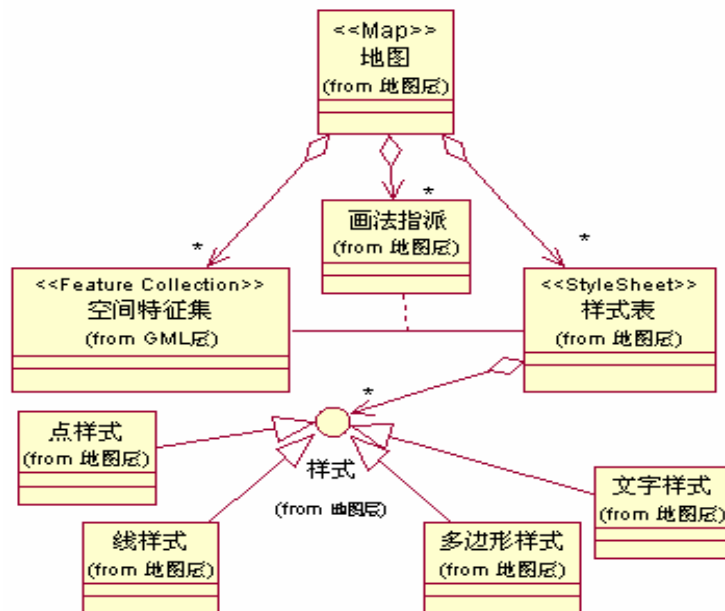 <<Map>>
地图
(from 地图层)
*
画法指派
(from 地图层)
*
*
<<Feature Collection>>
空间特征集
(from GML层)
<<StyleSheet>>
样式表
(from 地图层)
*
点样式
(from 地图层)
样式
(from 地图层)
文字样式
(from 地图层)
线样式
(from 地图层)
多边形样式
(from 地图层)